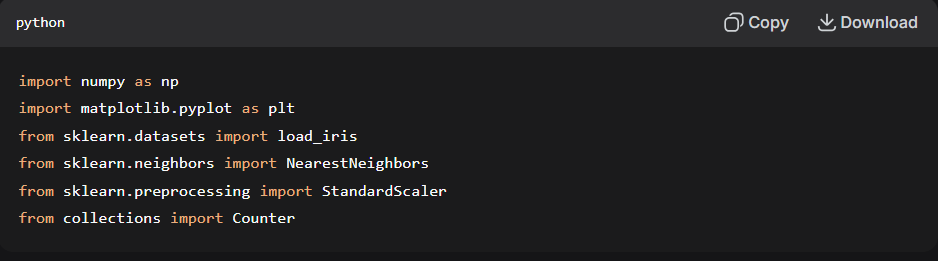 python Copy Download
import numpy as np
import matplotlib.pyplot as plt
from sklearn.datasets import load_iris
from sklearn.neighbors import NearestNeighbors
from sklearn.preprocessing import StandardScaler
from collections import Counter